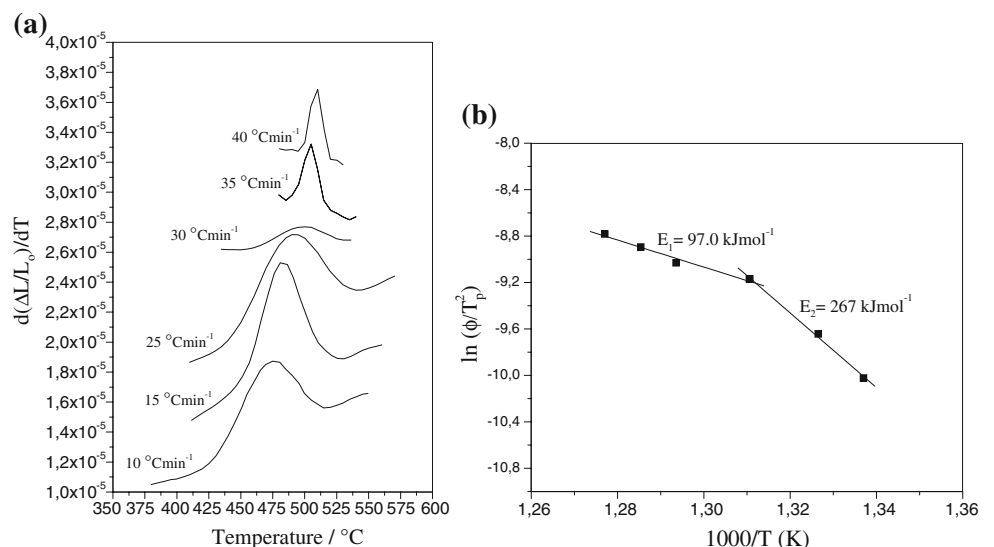 (a)
4,0x10⁻⁵
3,8x10⁻⁵
3,6x10⁻⁵
3,4x10⁻⁵
3,2x10⁻⁵
3,0x10⁻⁵
2,8x10⁻⁵
2,6x10⁻⁵
2,4x10⁻⁵
2,2x10⁻⁵
2,0x10⁻⁵
1,8x10⁻⁵
1,6x10⁻⁵
1,4x10⁻⁵
1,2x10⁻⁵
1,0x10⁻⁵
d(ΔL/Lₒ)/dT
40 °Cmin⁻¹
35 °Cmin⁻¹
30 °Cmin⁻¹
25 °Cmin⁻¹
15 °Cmin⁻¹
10 °Cmin⁻¹
350 375 400 425 450 475 500 525 550 575 600
Temperature / °C
(b)
-8,0
-8,4
-8,8
-9,2
-9,6
-10,0
-10,4
-10,8
ln (ϕ/Tₚ²)
E₁= 97.0 kJmol⁻¹
E₂= 267 kJmol⁻¹
1,26 1,28 1,30 1,32 1,34 1,36
1000/T (K)